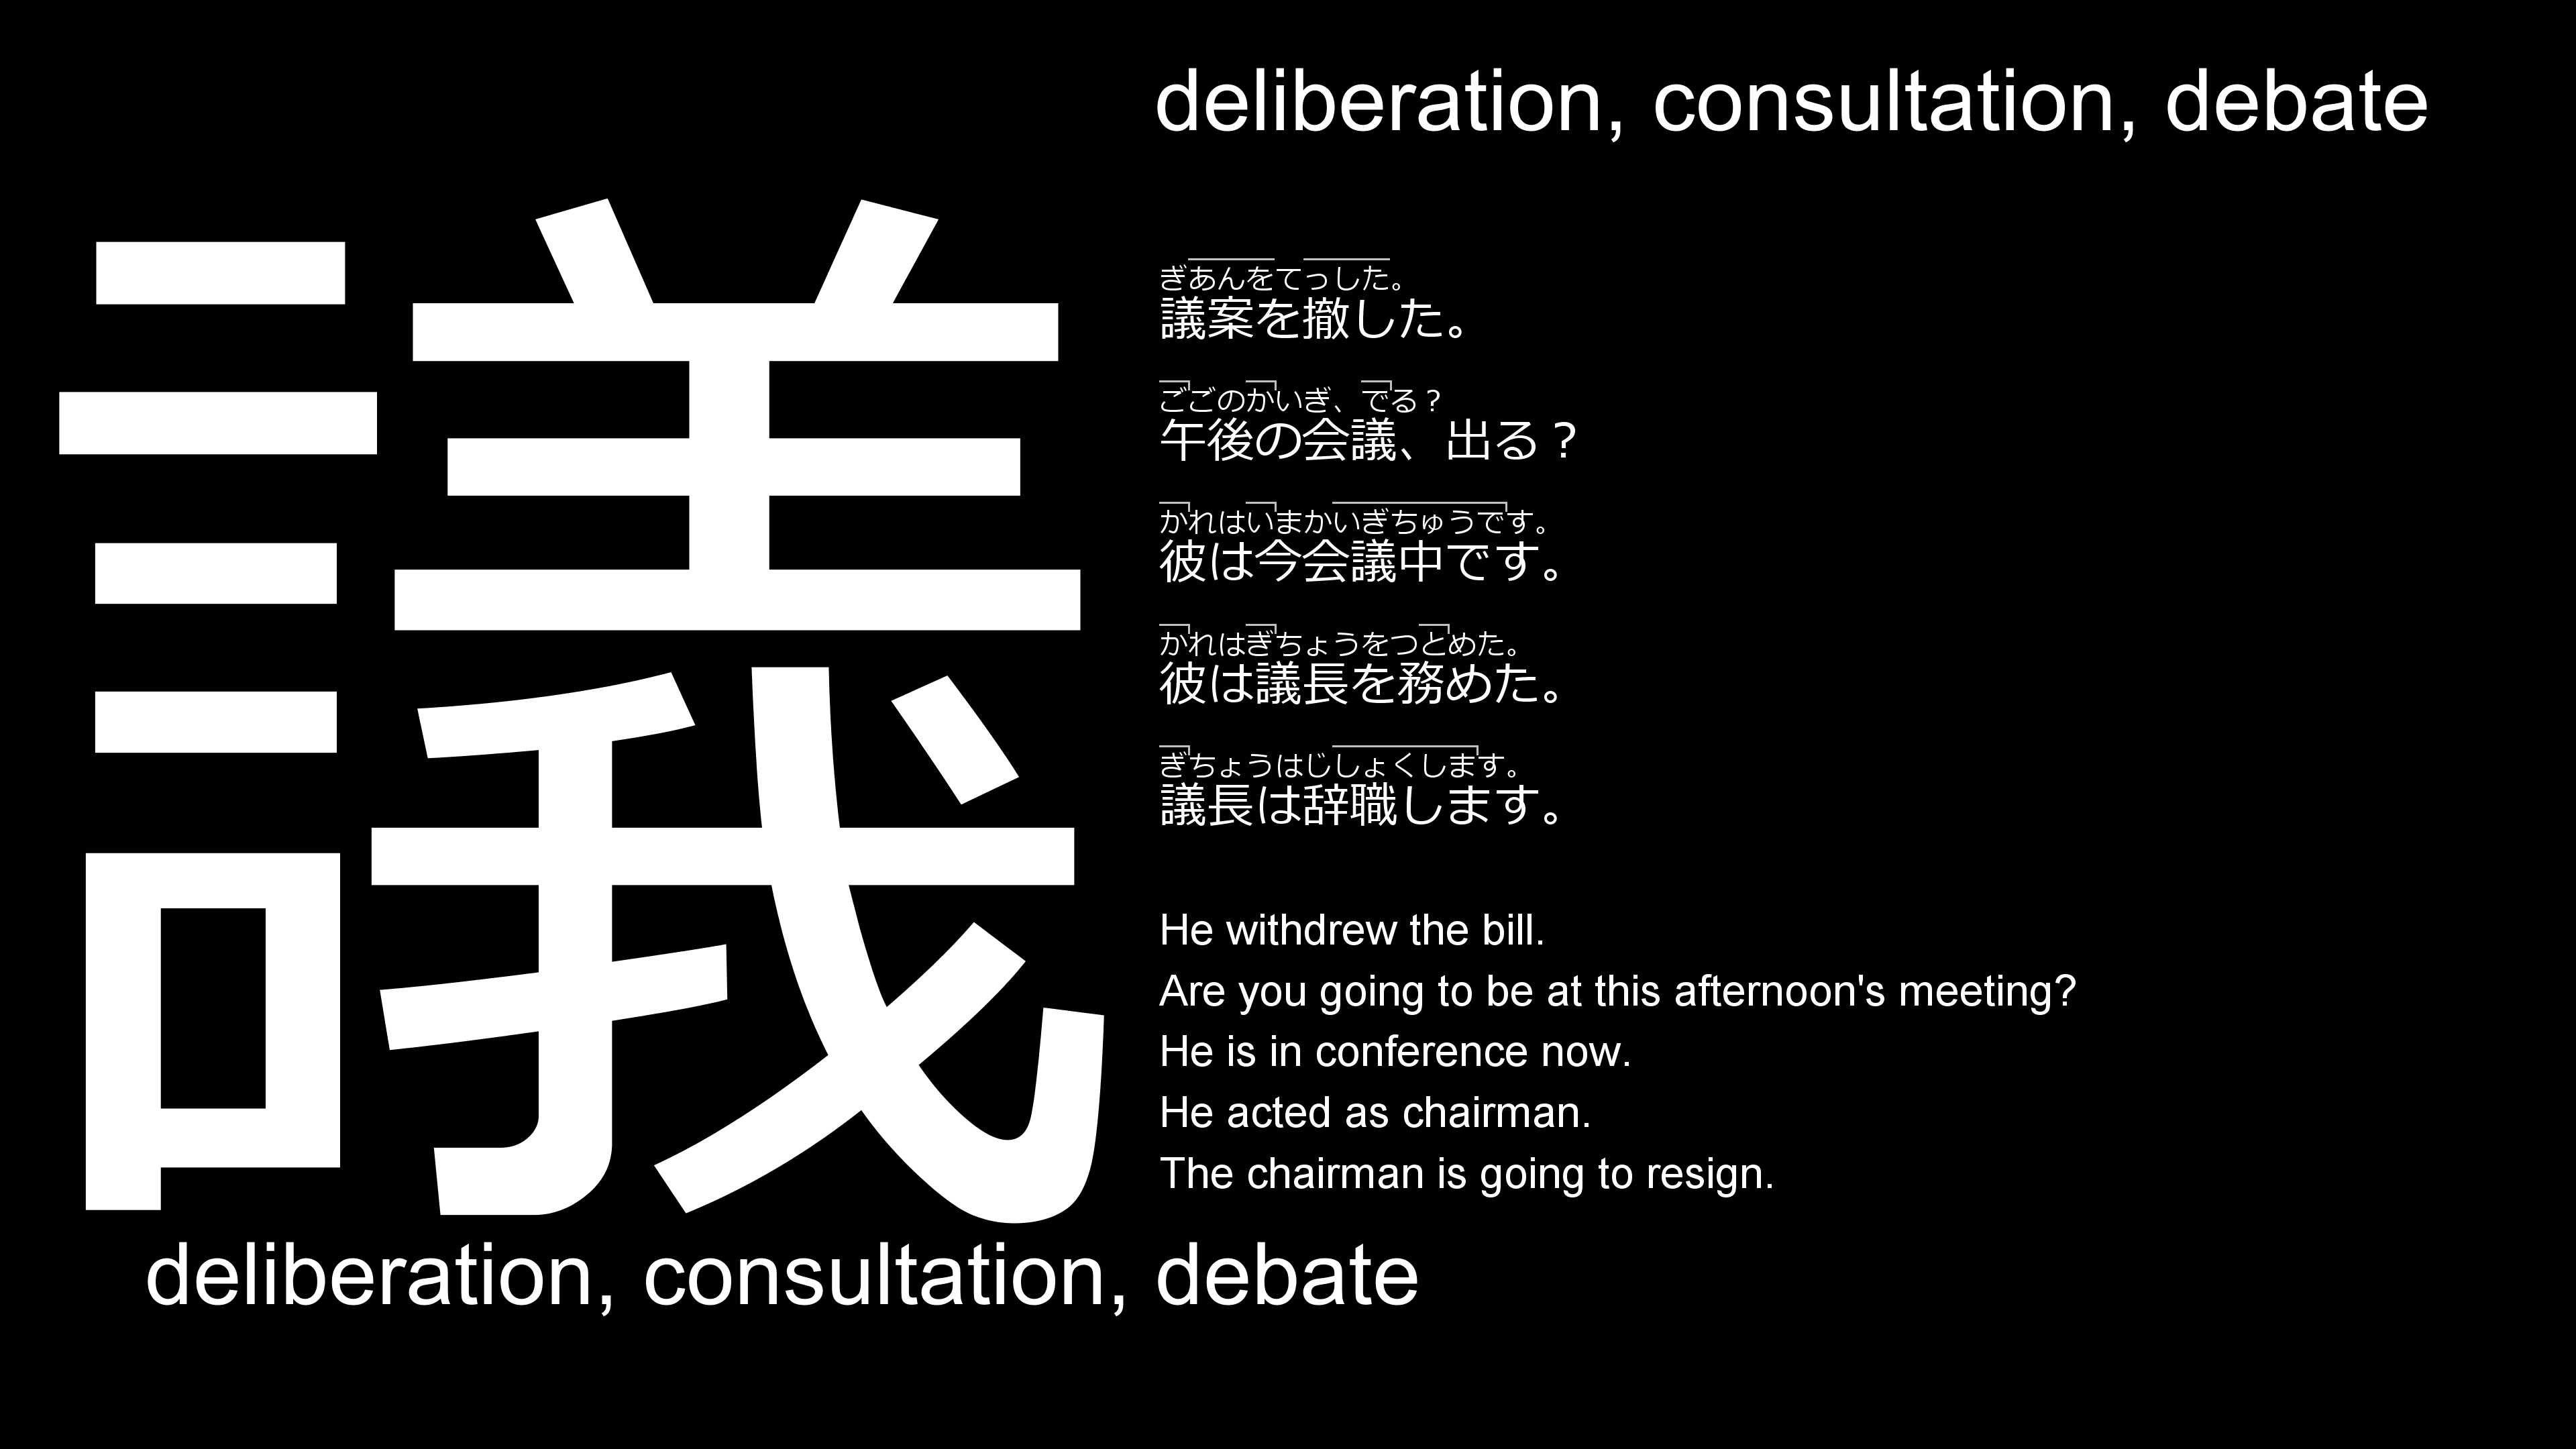 deliberation, consultation, debate
議
ぎあんをてっした。
議案を撤した。
ごごのかいぎ、でる？
午後の会議、出る？
かれはいまかいぎちゅうです。
彼は今会議中です。
かれはぎちょうをつとめた。
彼は議長を務めた。
ぎちょうはじしょくします。
議長は辞職します。
He withdrew the bill.
Are you going to be at this afternoon's meeting?
He is in conference now.
He acted as chairman.
The chairman is going to resign.
deliberation, consultation, debate